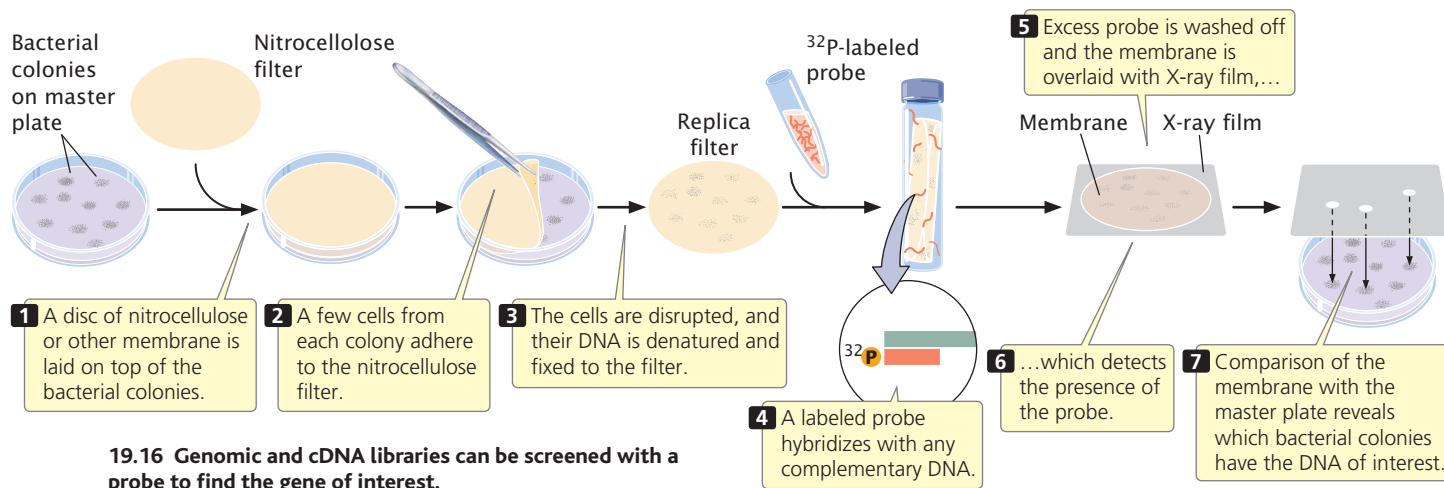 Bacterial
colonies
on master
plate
Nitrocellolose
filter
Replica
filter
³²P-labeled
probe
Membrane
X-ray film
1 A disc of nitrocellulose
or other membrane is
laid on top of the
bacterial colonies.
2 A few cells from
each colony adhere
to the nitrocellulose
filter.
3 The cells are disrupted, and
their DNA is denatured and
fixed to the filter.
³²P
4 A labeled probe
hybridizes with any
complementary DNA.
5 Excess probe is washed off
and the membrane is
overlaid with X-ray film,…
6 …which detects
the presence of
the probe.
7 Comparison of the
membrane with the
master plate reveals
which bacterial colonies
have the DNA of interest.
19.16 Genomic and cDNA libraries can be screened with a
probe to find the gene of interest.